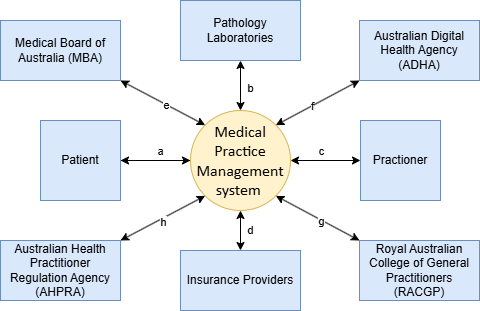 Medical Board of
Australia (MBA)
Pathology
Laboratories
Australian Digital
Health Agency
(ADHA)
e
b
f
Patient
a
Medical
Practice
Management
system
c
Practioner
h
d
g
Australian Health
Practitioner
Regulation Agency
(AHPRA)
Insurance Providers
Royal Australian
College of General
Practitioners
(RACGP)